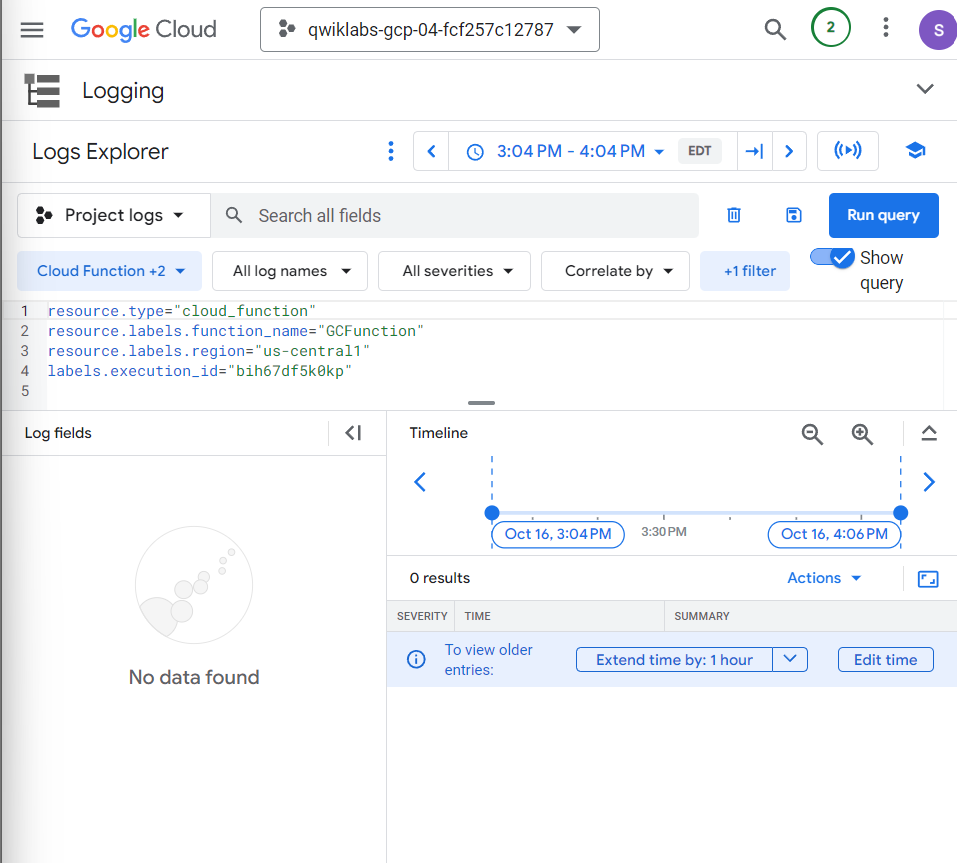 Google Cloud
qwiklabs-gcp-04-fcf257c12787
2
S
Logging
Logs Explorer
3:04 PM - 4:04 PM
EDT
Project logs
Search all fields
Run query
Cloud Function +2
All log names
All severities
Correlate by
+1 filter
Show
query
1 resource.type="cloud_function"
2 resource.labels.function_name="GCFunction"
3 resource.labels.region="us-central1"
4 labels.execution_id="bih67df5k0kp"
5
Log fields
Timeline
Oct 16, 3:04 PM
3:30 PM
Oct 16, 4:06 PM
No data found
0 results
Actions
SEVERITY
TIME
SUMMARY
To view older
entries:
Extend time by: 1 hour
Edit time